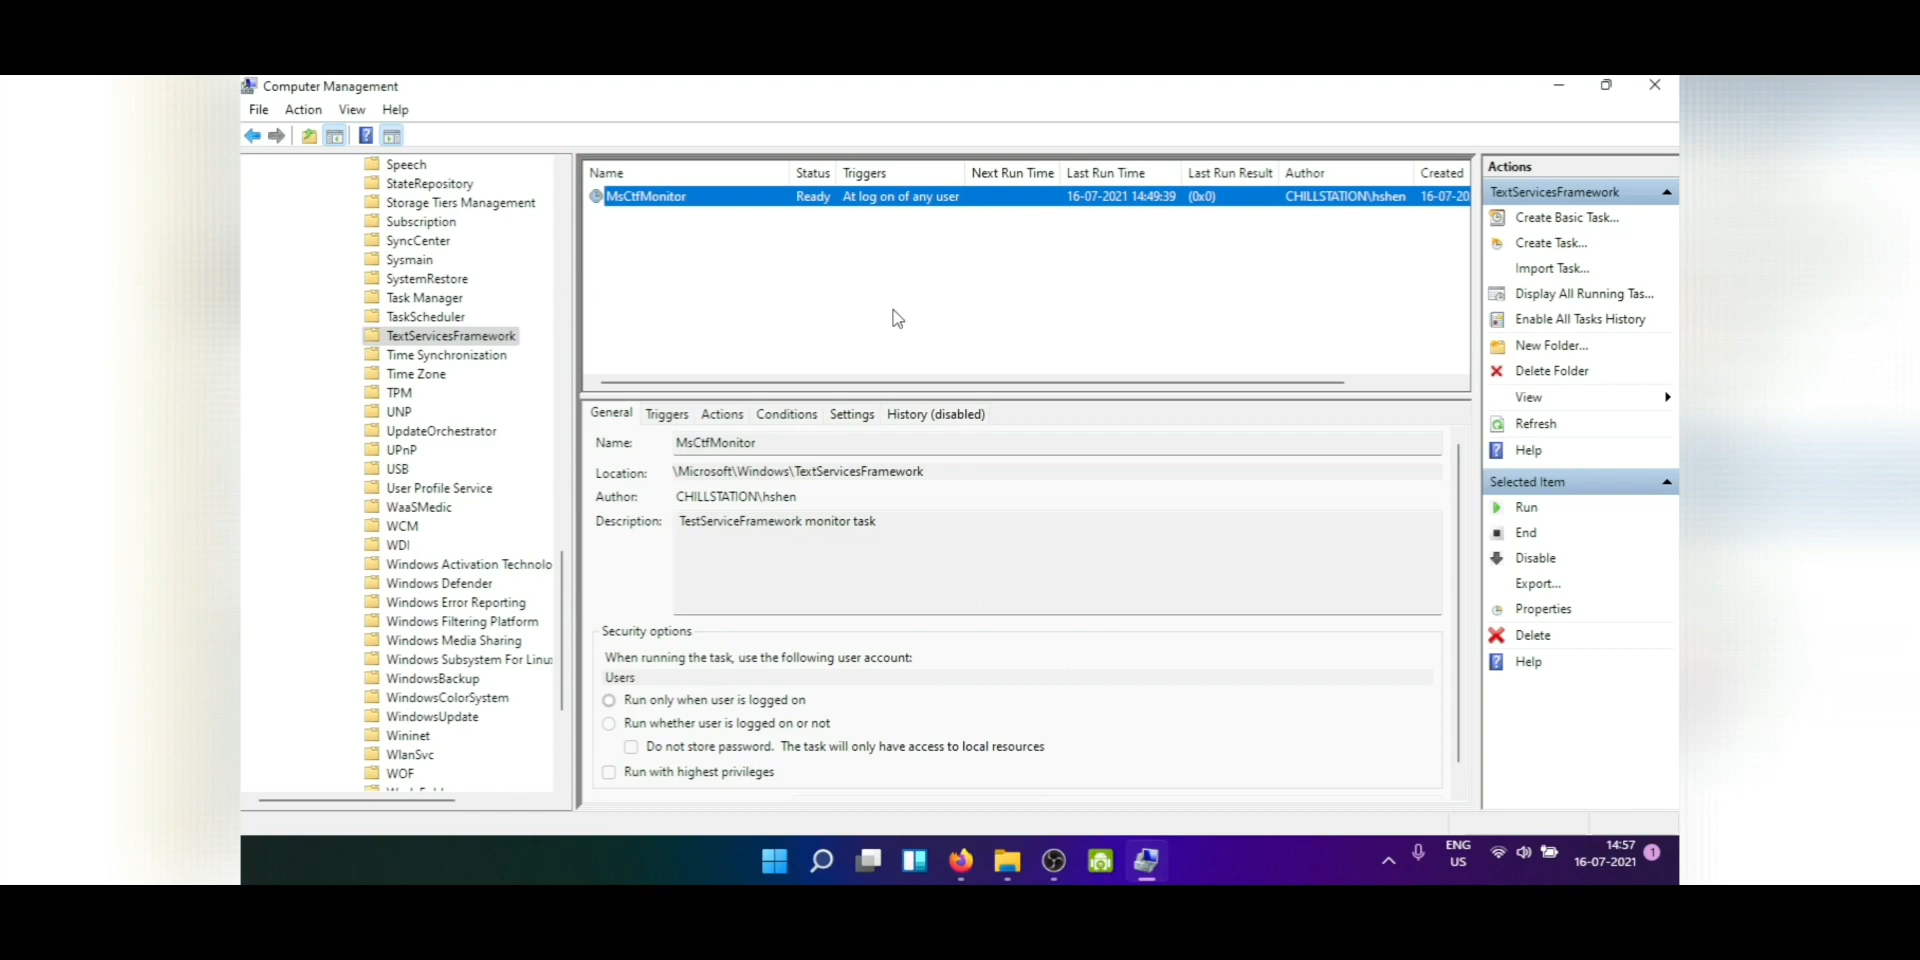 Computer Management
File Action View Help
Speech
StateRepository
Storage Tiers Management
Subscription
SyncCenter
Sysmain
SystemRestore
Task Manager
TaskScheduler
TextServicesFramework
Time Synchronization
Time Zone
TPM
UNP
UpdateOrchestrator
UPnP
USB
User Profile Service
WaaSMedic
WCM
WDI
Windows Activation Technolo
Windows Defender
Windows Error Reporting
Windows Filtering Platform
Windows Media Sharing
Windows Subsystem For Linu
WindowsBackup
WindowsColorSystem
WindowsUpdate
Wininet
WlanSvc
WOF
Name Status Triggers Next Run Time Last Run Time Last Run Result Author Created
MsCtfMonitor Ready At log on of any user 16-07-2021 14:49:39 (0x0) CHILLSTATION\hshen 16-07-20
General Triggers Actions Conditions Settings History (disabled)
Name: MsCtfMonitor
Location: \Microsoft\Windows\TextServicesFramework
Author: CHILLSTATION\hshen
Description: TestServiceFramework monitor task
Security options
When running the task, use the following user account:
Users
Run only when user is logged on
Run whether user is logged on or not
Do not store password. The task will only have access to local resources
Run with highest privileges
Actions
TextServicesFramework
Create Basic Task...
Create Task...
Import Task...
Display All Running Tas...
Enable All Tasks History
New Folder...
Delete Folder
View
Refresh
Help
Selected Item
Run
End
Disable
Export...
Properties
Delete
Help
ENG
US
14:57
16-07-2021
1